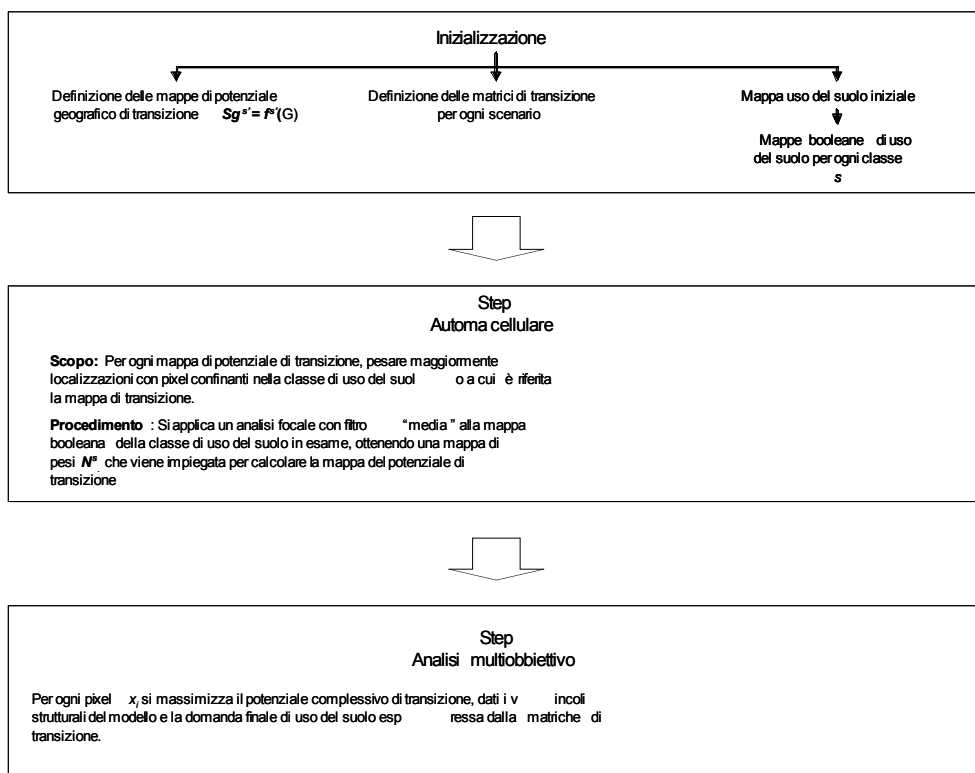 Inizializzazione
Definizione delle mappe di potenziale
geografico di transizione Sg^s' = f^s'(G)
Definizione delle matrici di transizione
per ogni scenario
Mappa uso del suolo iniziale
Mappe booleane di uso
del suolo per ogni classe
s
Step
Automa cellulare
Scopo: Per ogni mappa di potenziale di transizione, pesare maggiormente
localizzazioni con pixel confinanti nella classe di uso del suol o a cui è riferita
la mappa di transizione.
Procedimento : Si applica un analisi focale con filtro “media ” alla mappa
booleana della classe di uso del suolo in esame, ottenendo una mappa di
pesi N^s, che viene impiegata per calcolare la mappa del potenziale di
transizione
Step
Analisi multiobbiettivo
Per ogni pixel x_i si massimizza il potenziale complessivo di transizione, dati i v incoli
strutturali del modello e la domanda finale di uso del suolo esp ressa dalla matriche di
transizione.